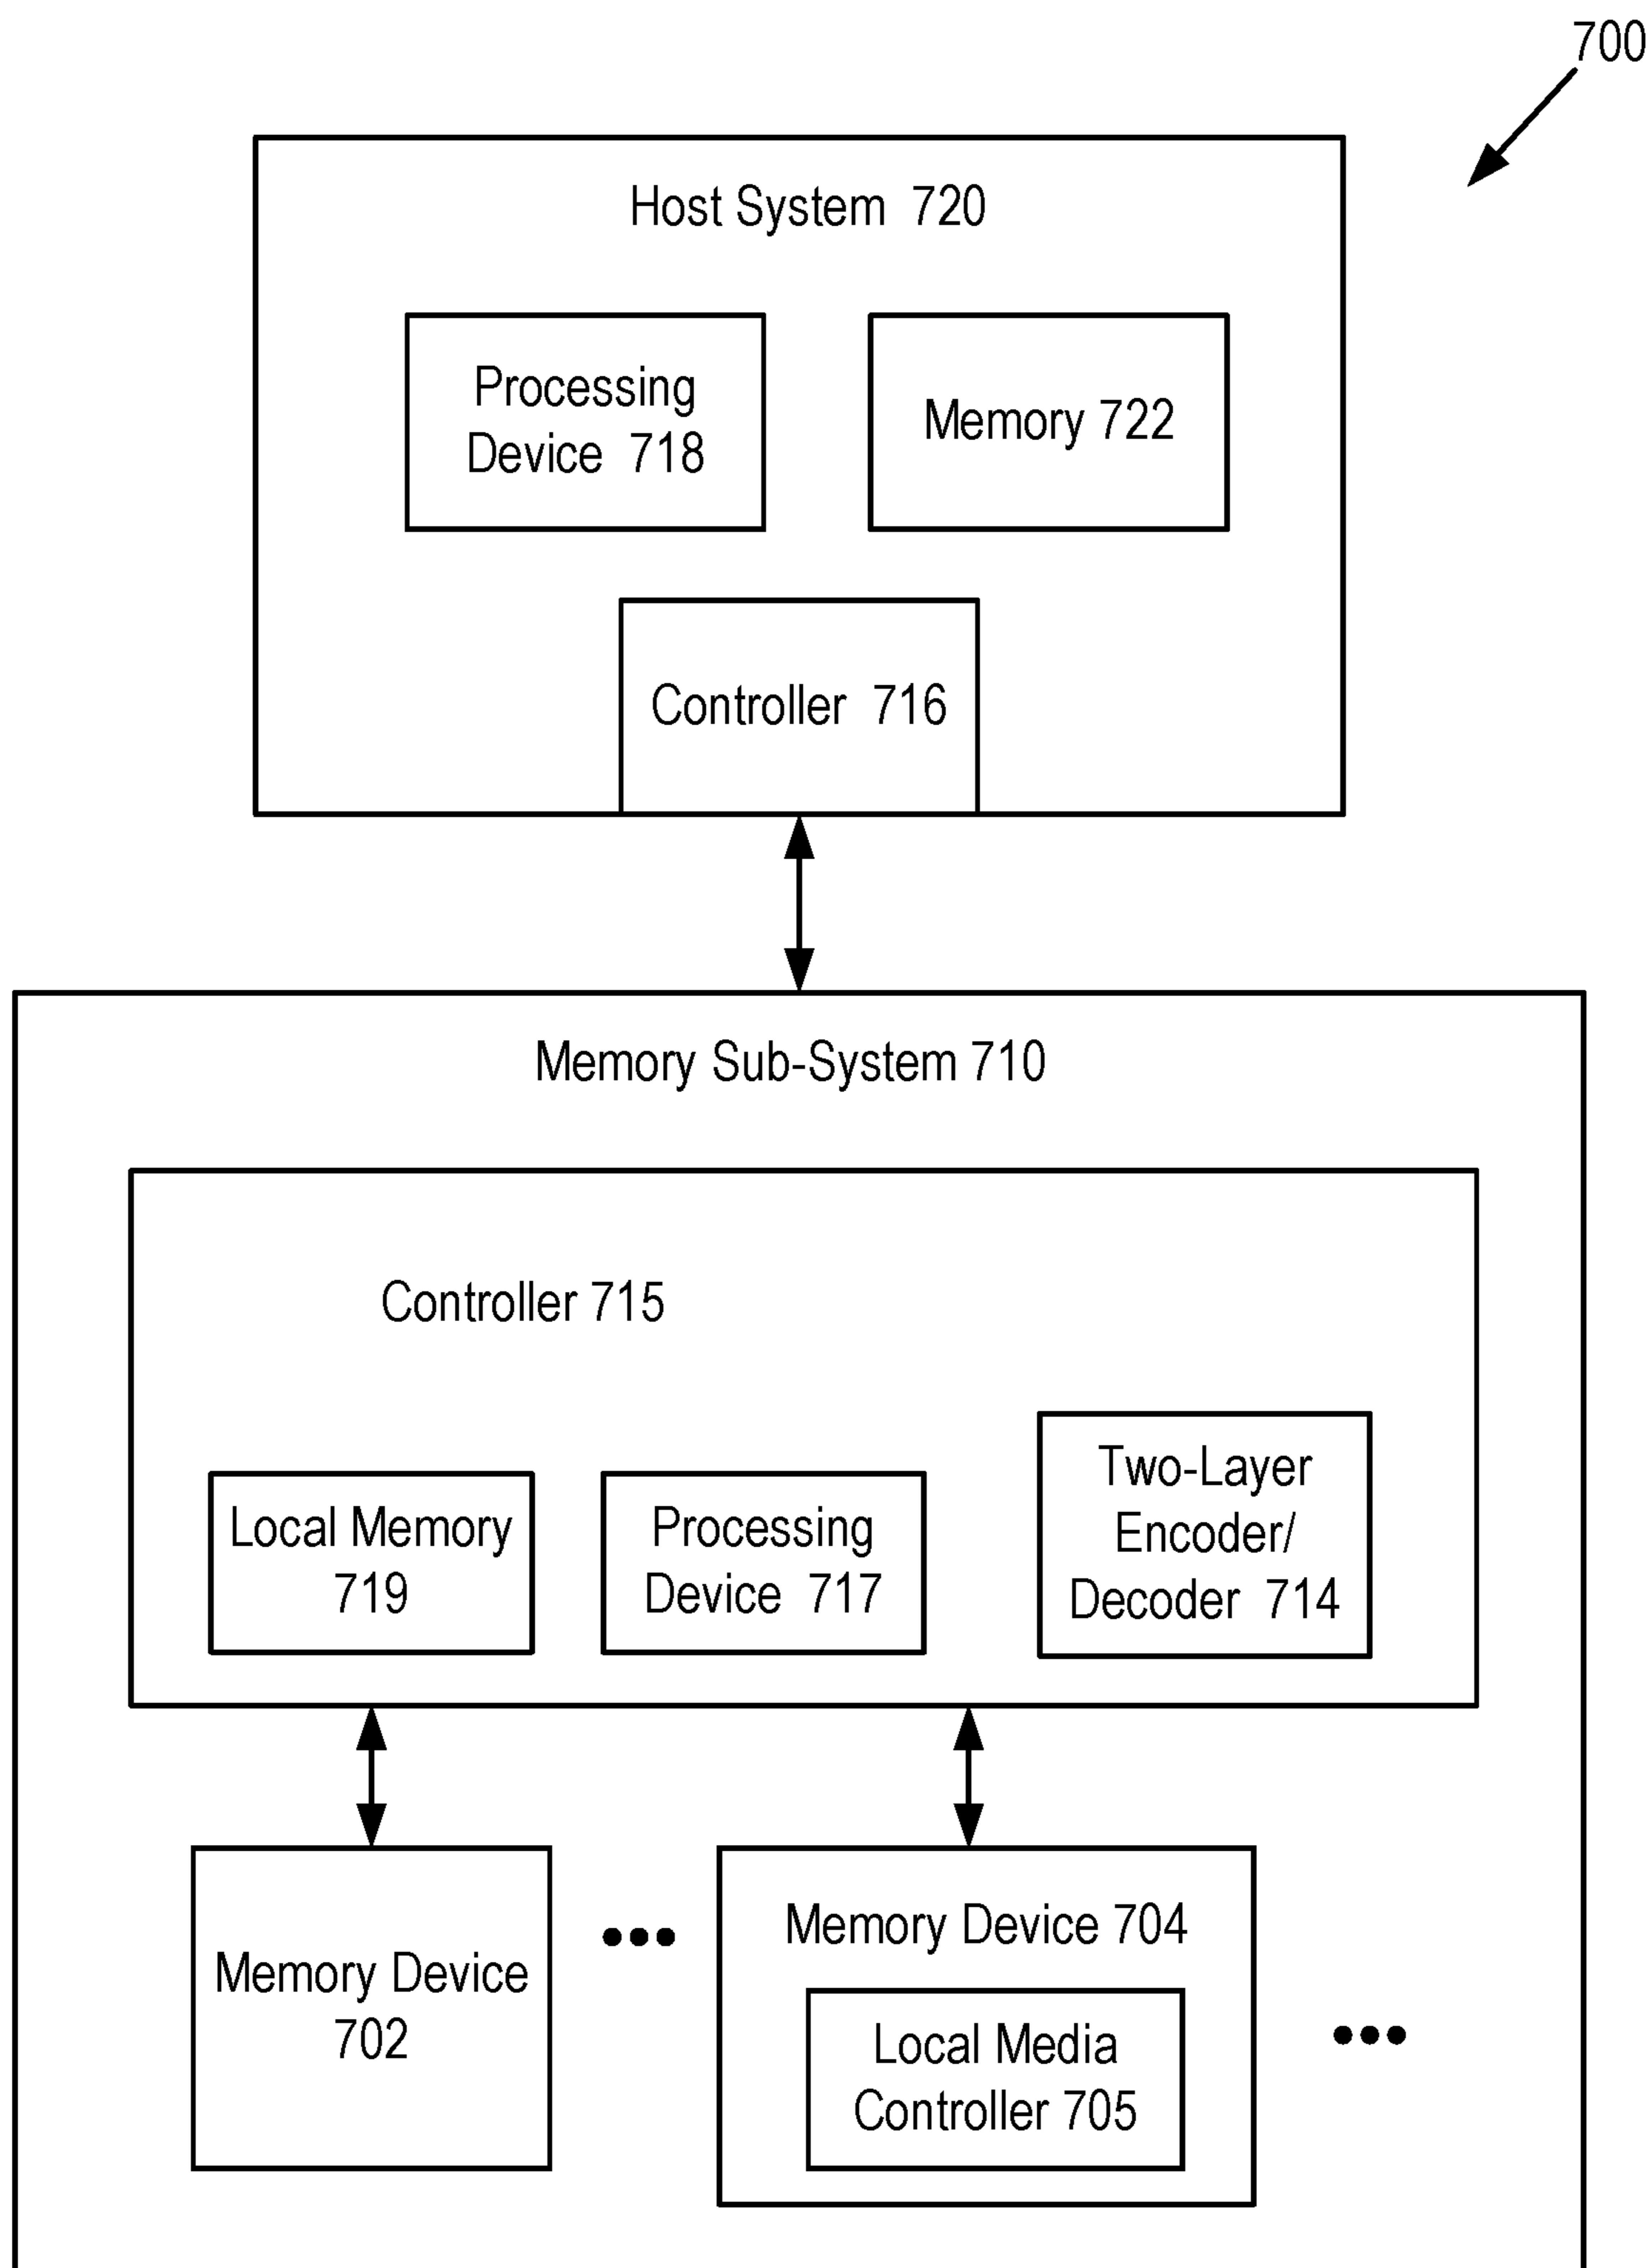 700
Host System 720
Processing
Device 718
Memory 722
Controller 716
Memory Sub-System 710
Controller 715
Local Memory
719
Processing
Device 717
Two-Layer
Encoder/
Decoder 714
Memory Device
702
•••
Memory Device 704
Local Media
Controller 705
•••